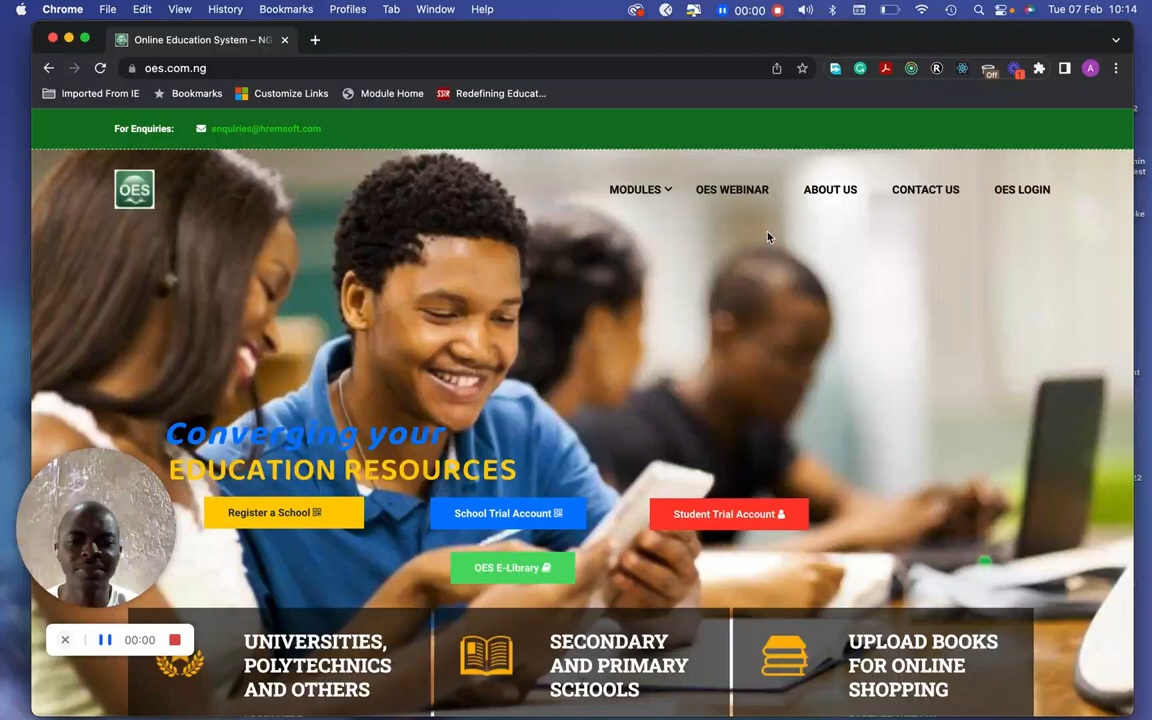 Chrome File Edit View History Bookmarks Profiles Tab Window Help 00:00 Tue 07 Feb 10:14
Online Education System – NG
oes.com.ng
Off
1
A
Imported From IE Bookmarks Customize Links Module Home SSIR Redefining Educat...
For Enquiries: enquiries@hremsoft.com
OES MODULES OES WEBINAR ABOUT US CONTACT US OES LOGIN
Converging your
EDUCATION RESOURCES
Register a School School Trial Account Student Trial Account
OES E-Library
00:00
UNIVERSITIES,
POLYTECHNICS
AND OTHERS
SECONDARY
AND PRIMARY
SCHOOLS
UPLOAD BOOKS
FOR ONLINE
SHOPPING